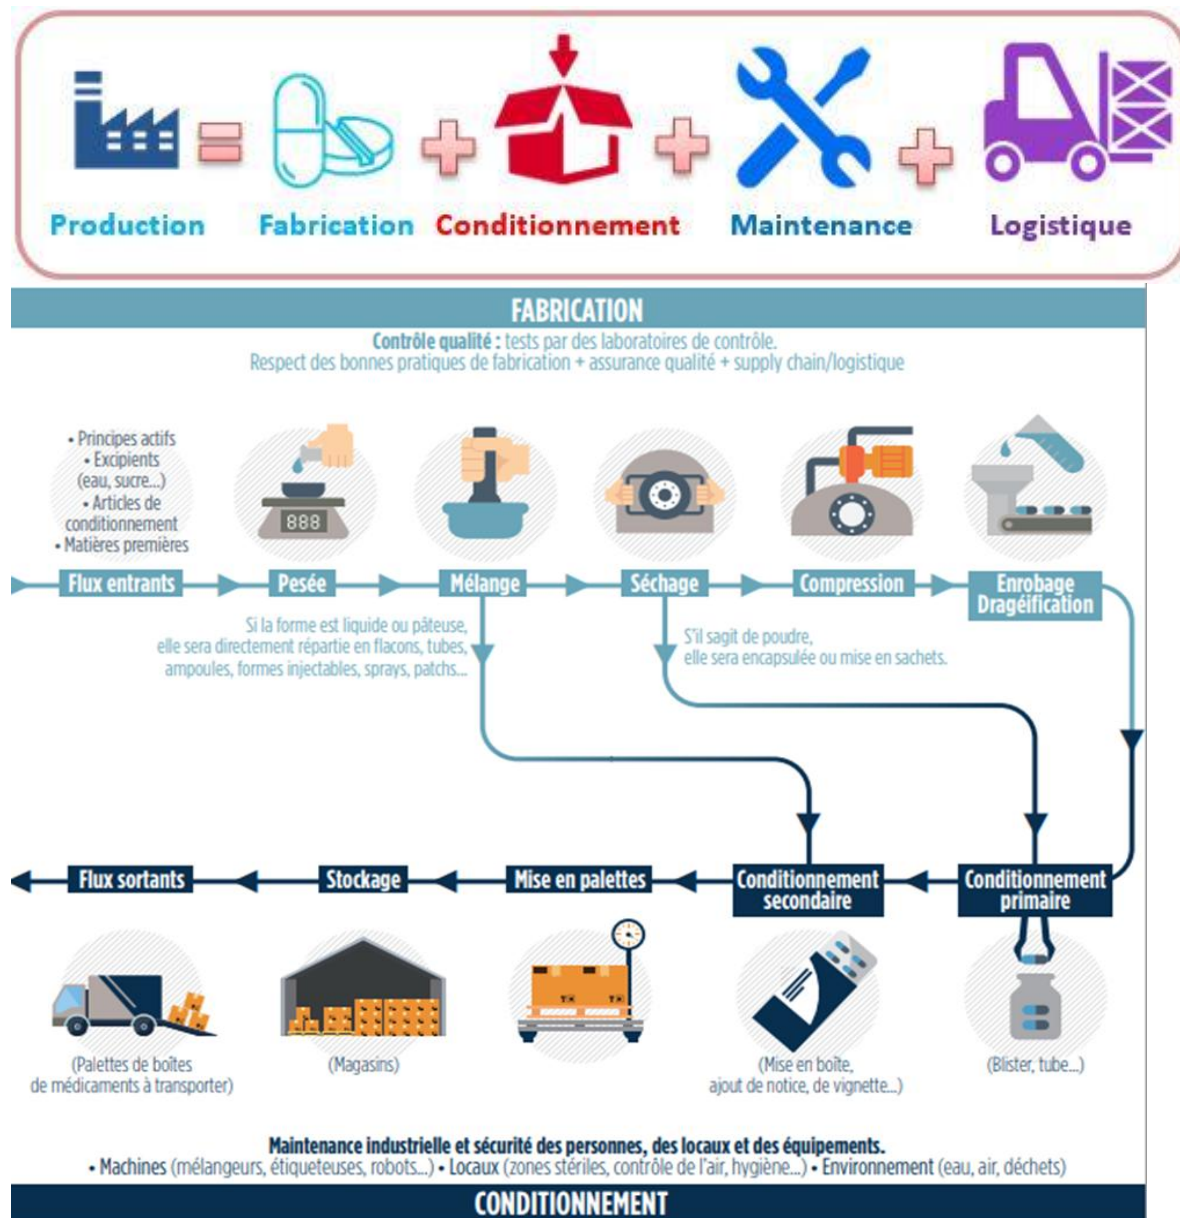 Production
Fabrication
Conditionnement
Maintenance
Logistique
FABRICATION
Contrôle qualité : tests par des laboratoires de contrôle.
Respect des bonnes pratiques de fabrication + assurance qualité + supply chain/logistique
• Principes actifs
• Excipients
(eau, sucre...)
• Articles de
conditionnement
• Matières premières
888
Flux entrants
Pesée
Mélange
Séchage
Compression
Enrobage
Dragéification
Si la forme est liquide ou pâteuse,
elle sera directement répartie en flacons, tubes,
ampoules, formes injectables, sprays, patchs...
S'il sagit de poudre,
elle sera encapsulée ou mise en sachets.
Flux sortants
Stockage
Mise en palettes
Conditionnement
secondaire
Conditionnement
primaire
(Palettes de boîtes
de médicaments à transporter)
(Magasins)
(Mise en boîte,
ajout de notice, de vignette...)
(Blister, tube...)
Maintenance industrielle et sécurité des personnes, des locaux et des équipements.
• Machines (mélangeurs, étiqueteuses, robots...) • Locaux (zones stériles, contrôle de l'air, hygiène...) • Environnement (eau, air, déchets)
CONDITIONNEMENT